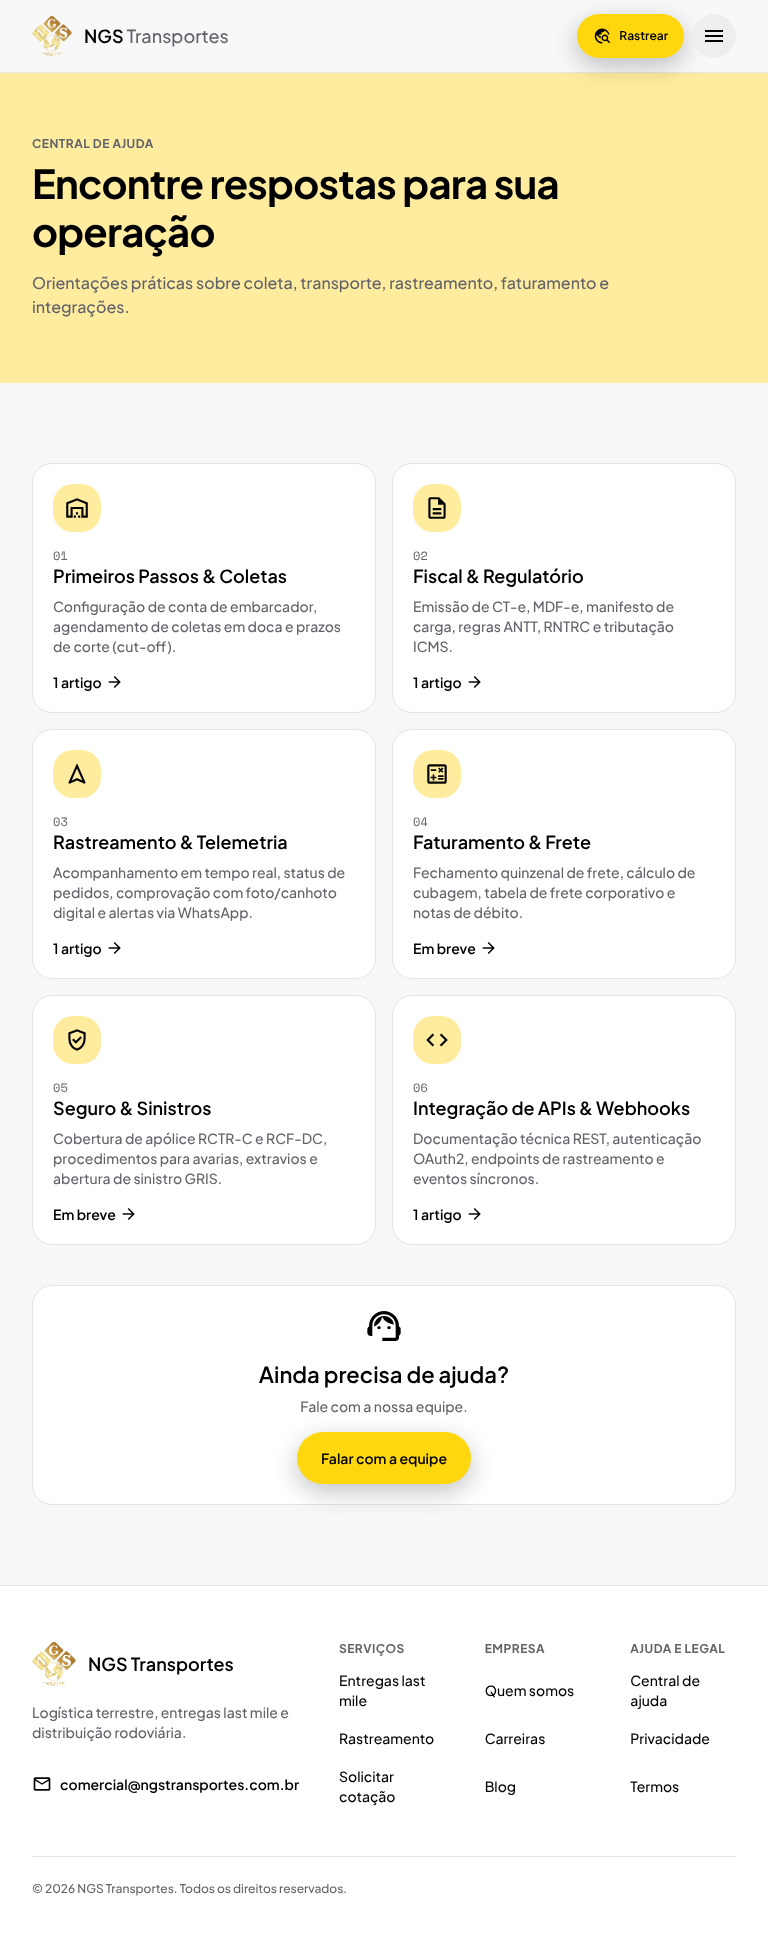 NGS Transportes
Rastrear
CENTRAL DE AJUDA
Encontre respostas para sua
operação
Orientações práticas sobre coleta, transporte, rastreamento, faturamento e
integrações.
01
Primeiros Passos & Coletas
Configuração de conta de embarcador,
agendamento de coletas em doca e prazos
de corte (cut-off).
1 artigo
02
Fiscal & Regulatório
Emissão de CT-e, MDF-e, manifesto de
carga, regras ANTT, RNTRC e tributação
ICMS.
1 artigo
03
Rastreamento & Telemetria
Acompanhamento em tempo real, status de
pedidos, comprovação com foto/canhoto
digital e alertas via WhatsApp.
1 artigo
04
Faturamento & Frete
Fechamento quinzenal de frete, cálculo de
cubagem, tabela de frete corporativo e
notas de débito.
Em breve
05
Seguro & Sinistros
Cobertura de apólice RCTR-C e RCF-DC,
procedimentos para avarias, extravios e
abertura de sinistro GRIS.
Em breve
06
Integração de APIs & Webhooks
Documentação técnica REST, autenticação
OAuth2, endpoints de rastreamento e
eventos síncronos.
1 artigo
Ainda precisa de ajuda?
Fale com a nossa equipe.
Falar com a equipe
NGS Transportes
Logística terrestre, entregas last mile e
distribuição rodoviária.
comercial@ngstransportes.com.br
SERVIÇOS
Entregas last
mile
Rastreamento
Solicitar
cotação
EMPRESA
Quem somos
Carreiras
Blog
AJUDA E LEGAL
Central de
ajuda
Privacidade
Termos
© 2026 NGS Transportes. Todos os direitos reservados.